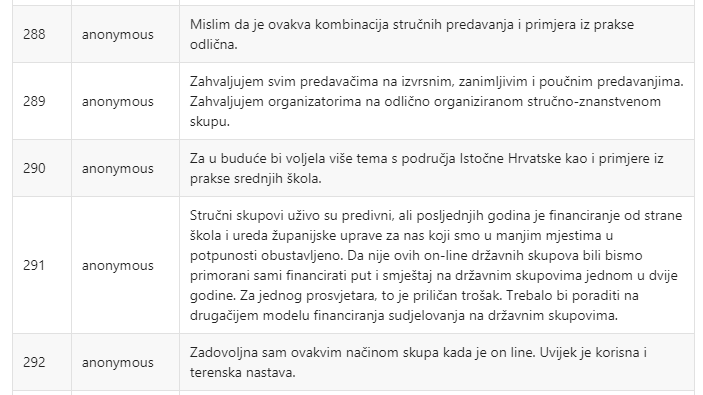 288 anonymous Mislim da je ovakva kombinacija stručnih predavanja i primjera iz prakse
odlična.
289 anonymous Zahvaljujem svim predavačima na izvrsnim, zanimljivim i poučnim predavanjima.
Zahvaljujem organizatorima na odlično organiziranom stručno-znanstvenom
skupu.
290 anonymous Za u buduće bi voljela više tema s područja Istočne Hrvatske kao i primjere iz
prakse srednjih škola.
291 anonymous Stručni skupovi uživo su predivni, ali posljednjih godina je financiranje od strane
škola i ureda županijske uprave za nas koji smo u manjim mjestima u
potpunosti obustavljeno. Da nije ovih on-line državnih skupova bili bismo
primorani sami financirati put i smještaj na državnim skupovima jednom u dvije
godine. Za jednog prosvjetara, to je priličan trošak. Trebalo bi poraditi na
drugačijem modelu financiranja sudjelovanja na državnim skupovima.
292 anonymous Zadovoljna sam ovakvim načinom skupa kada je on line. Uvijek je korisna i
terenska nastava.